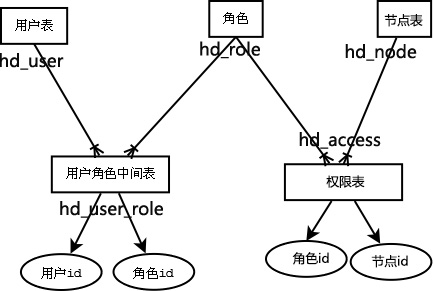 用户表
角色
节点表
hd_user
hd_role
hd_node
hd_access
用户角色中间表
权限表
hd_user_role
用户id
角色id
角色id
节点id